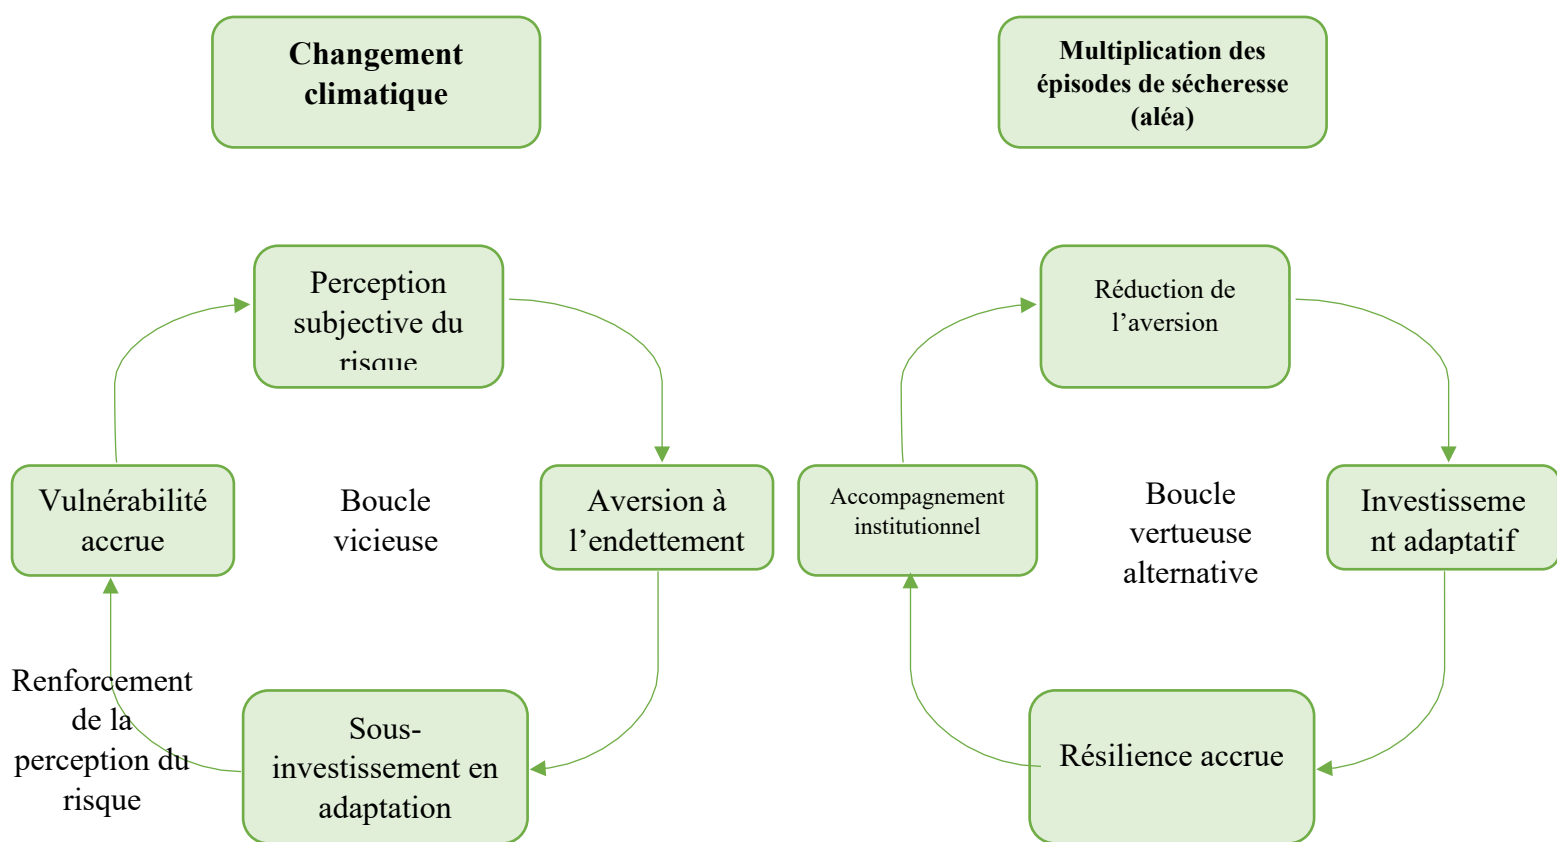 Changement
climatique
Multiplication des
épisodes de sécheresse
(aléa)
Perception
subjective du
risque
Réduction de
l’aversion
Vulnérabilité
accrue
Boucle
vicieuse
Aversion à
l’endettement
Accompagnement
institutionnel
Boucle
vertueuse
alternative
Investisseme
nt adaptatif
Renforcement
de la
perception du
risque
Sous-
investissement en
adaptation
Résilience accrue